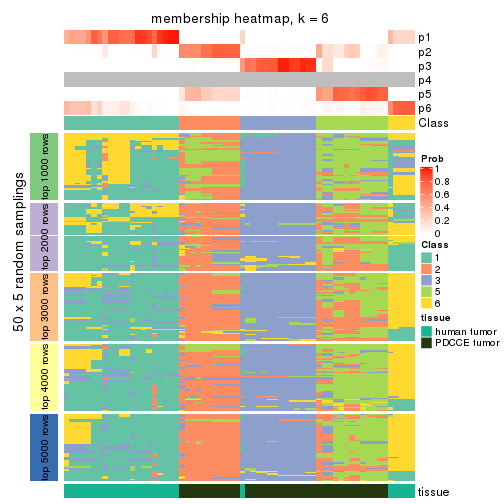 membership heatmap, k = 6
p1
p2
p3
p4
p5
p6
Class
50 x 5 random samplings
top 1000 rows
top 2000 rows
top 3000 rows
top 4000 rows
top 5000 rows
Prob
1
0.8
0.6
0.4
0.2
0
Class
1
2
3
5
6
tissue
human tumor
PDCCE tumor
tissue